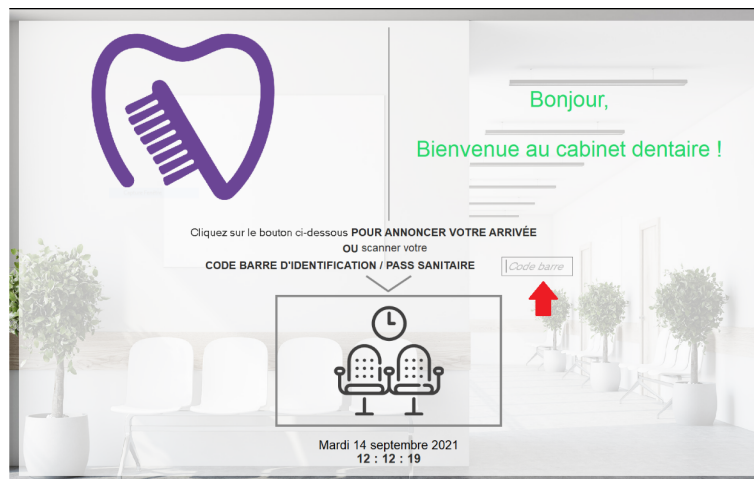 Bonjour,
Bienvenue au cabinet dentaire !
Cliquez sur le bouton ci-dessous POUR ANNONCER VOTRE ARRIVÉE
OU scanner votre
CODE BARRE D'IDENTIFICATION / PASS SANITAIRE
Code barre
Mardi 14 septembre 2021
12 : 12 : 19